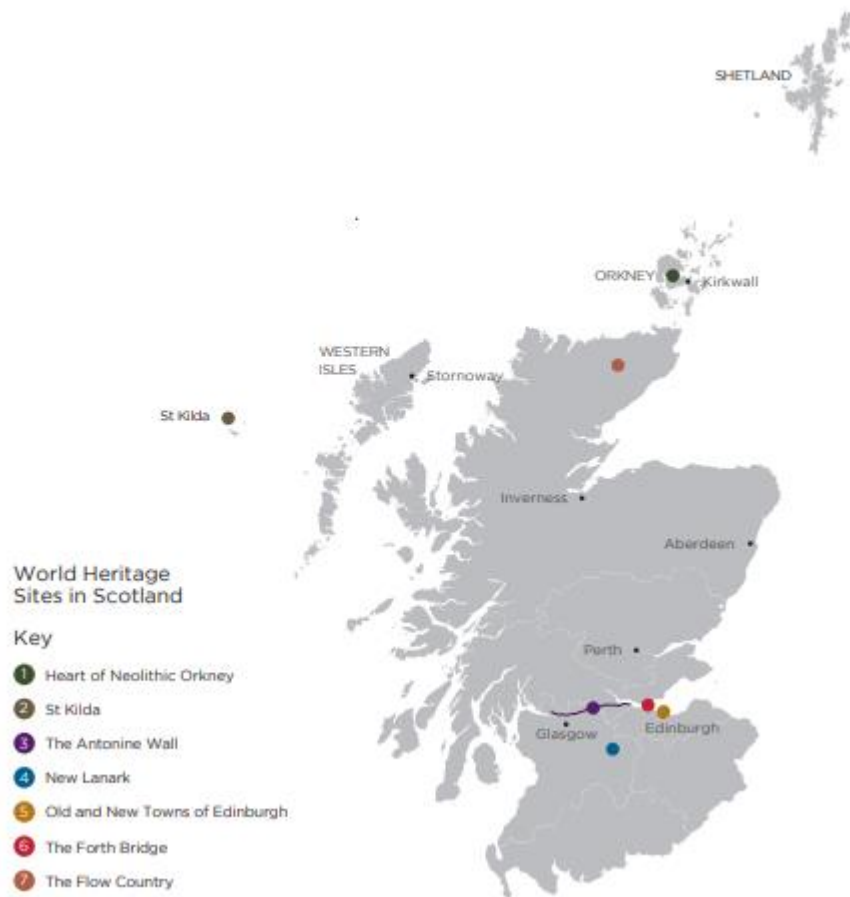 SHETLAND
ORKNEY
Kirkwall
WESTERN
ISLES
Stornoway
St Kilda
Inverness
Aberdeen
Perth
Glasgow
Edinburgh
World Heritage
Sites in Scotland
Key
1 Heart of Neolithic Orkney
2 St Kilda
3 The Antonine Wall
4 New Lanark
5 Old and New Towns of Edinburgh
6 The Forth Bridge
7 The Flow Country